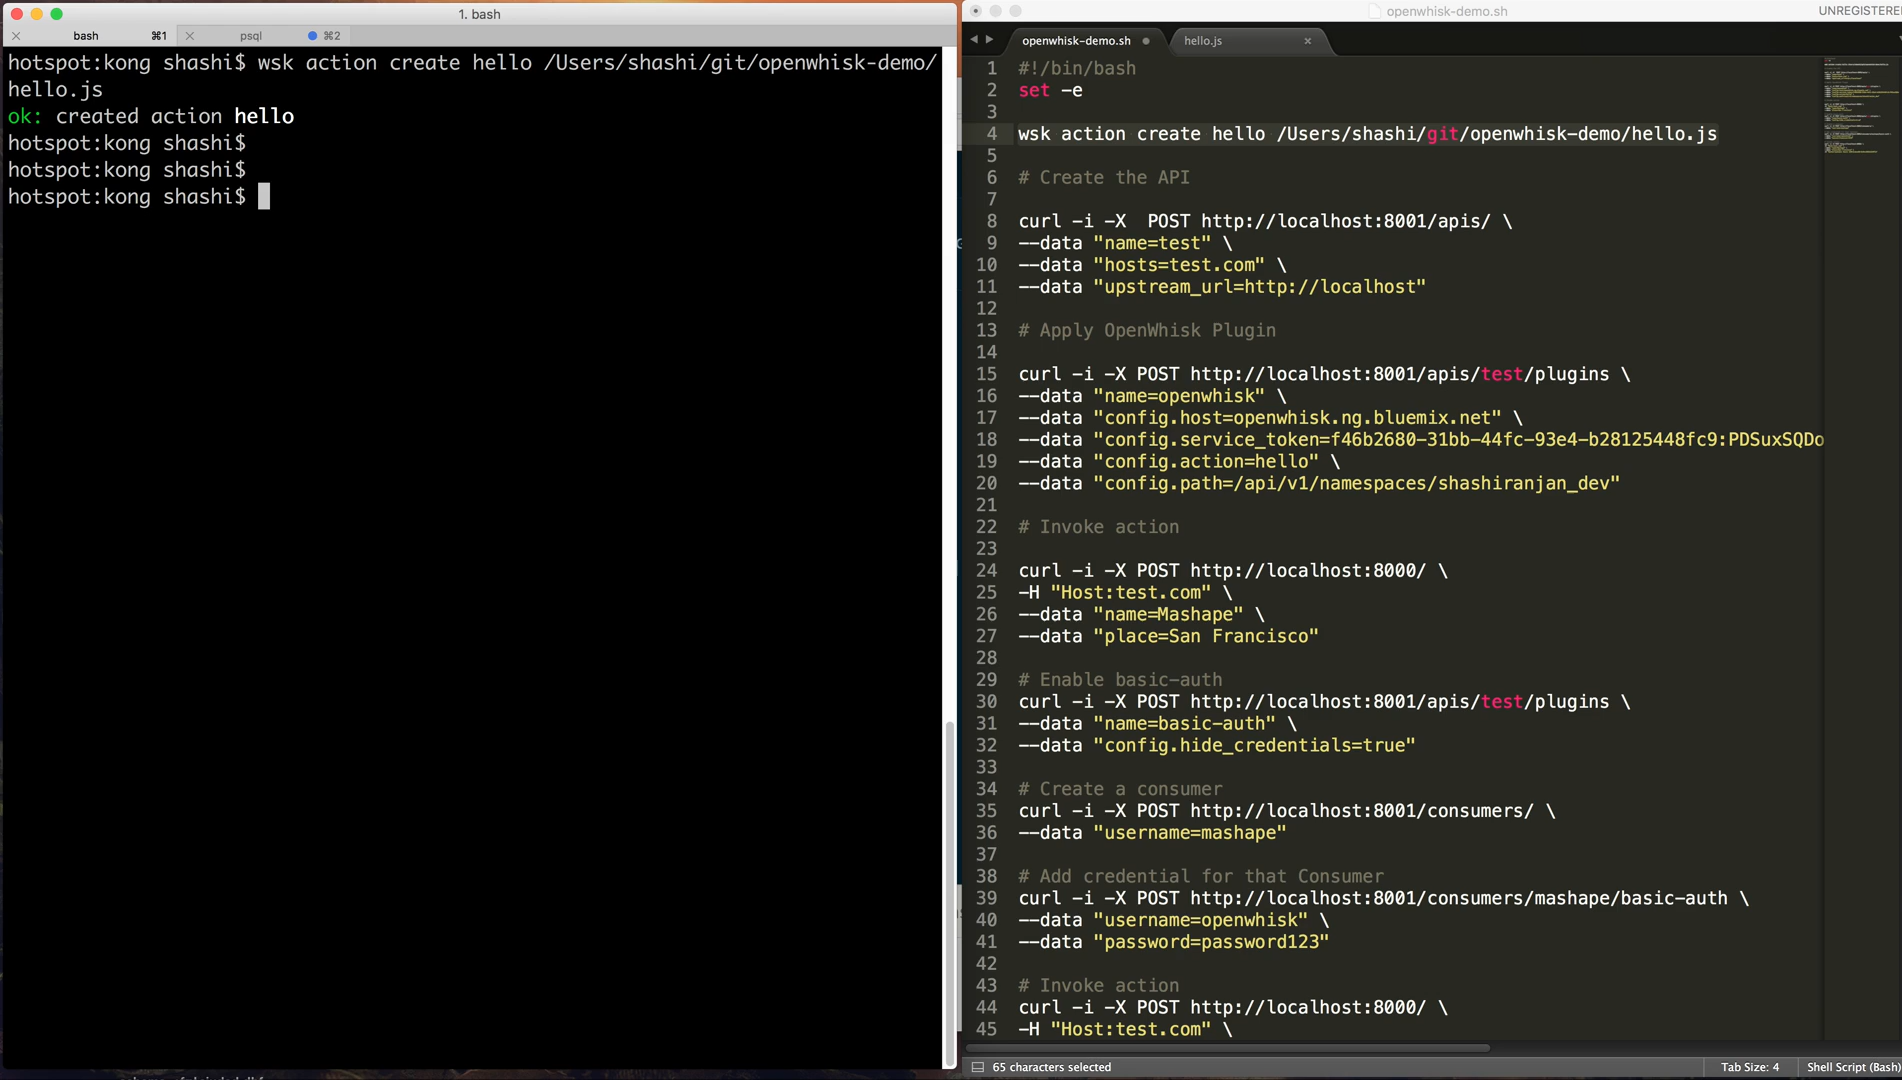 1. bash
bash ⌘1
psql ⌘2
hotspot:kong shashi$ wsk action create hello /Users/shashi/git/openwhisk-demo/
hello.js
ok: created action hello
hotspot:kong shashi$
hotspot:kong shashi$
hotspot:kong shashi$
openwhisk-demo.sh
UNREGISTERE
openwhisk-demo.sh
hello.js
1 #!/bin/bash
2 set -e
3
4 wsk action create hello /Users/shashi/git/openwhisk-demo/hello.js
5
6 # Create the API
7
8 curl -i -X  POST http://localhost:8001/apis/ \
9 --data "name=test" \
10 --data "hosts=test.com" \
11 --data "upstream_url=http://localhost"
12
13 # Apply OpenWhisk Plugin
14
15 curl -i -X POST http://localhost:8001/apis/test/plugins \
16 --data "name=openwhisk" \
17 --data "config.host=openwhisk.ng.bluemix.net" \
18 --data "config.service_token=f46b2680-31bb-44fc-93e4-b28125448fc9:PDSuxSQDo
19 --data "config.action=hello" \
20 --data "config.path=/api/v1/namespaces/shashiranjan_dev"
21
22 # Invoke action
23
24 curl -i -X POST http://localhost:8000/ \
25 -H "Host:test.com" \
26 --data "name=Mashape" \
27 --data "place=San Francisco"
28
29 # Enable basic-auth
30 curl -i -X POST http://localhost:8001/apis/test/plugins \
31 --data "name=basic-auth" \
32 --data "config.hide_credentials=true"
33
34 # Create a consumer
35 curl -i -X POST http://localhost:8001/consumers/ \
36 --data "username=mashape"
37
38 # Add credential for that Consumer
39 curl -i -X POST http://localhost:8001/consumers/mashape/basic-auth \
40 --data "username=openwhisk" \
41 --data "password=password123"
42
43 # Invoke action
44 curl -i -X POST http://localhost:8000/ \
45 -H "Host:test.com" \
65 characters selected
Tab Size: 4
Shell Script (Bash)